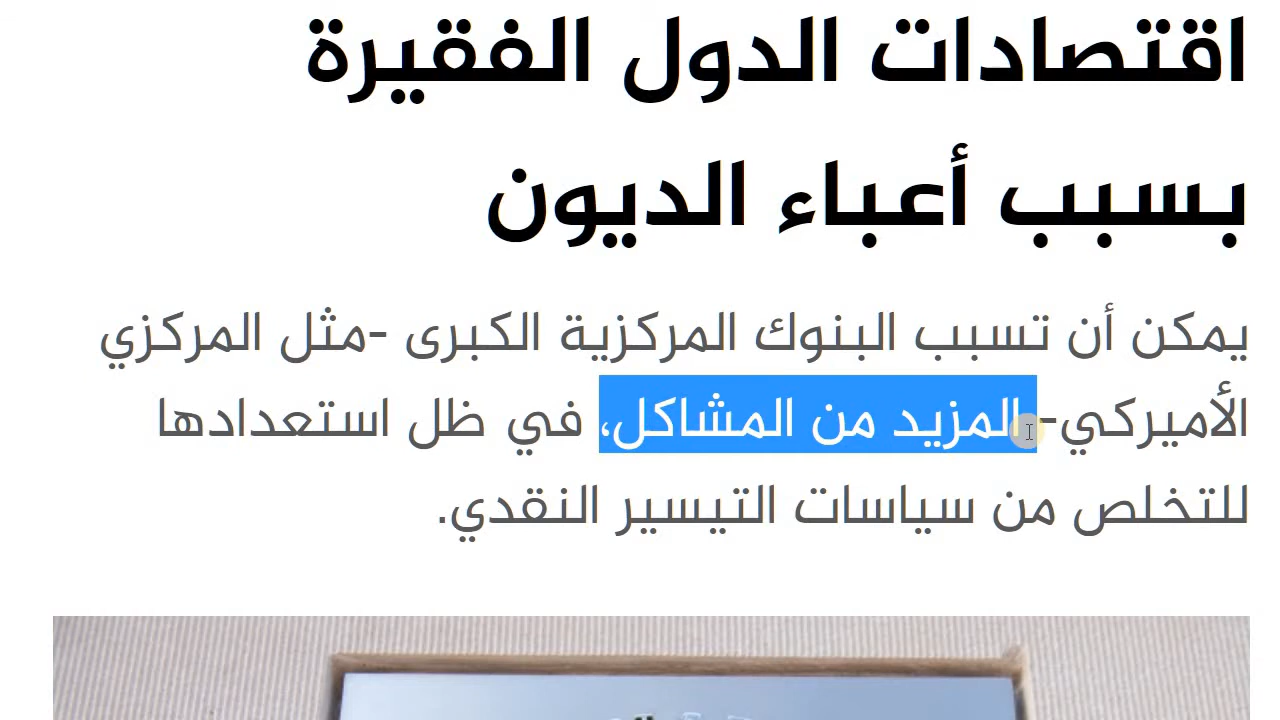 اقتصادات الدول الفقيرة
بسبب أعباء الديون
يمكن أن تسبب البنوك المركزية الكبرى -مثل المركزي
الأميركي- المزيد من المشاكل، في ظل استعدادها
للتخلص من سياسات التيسير النقدي.